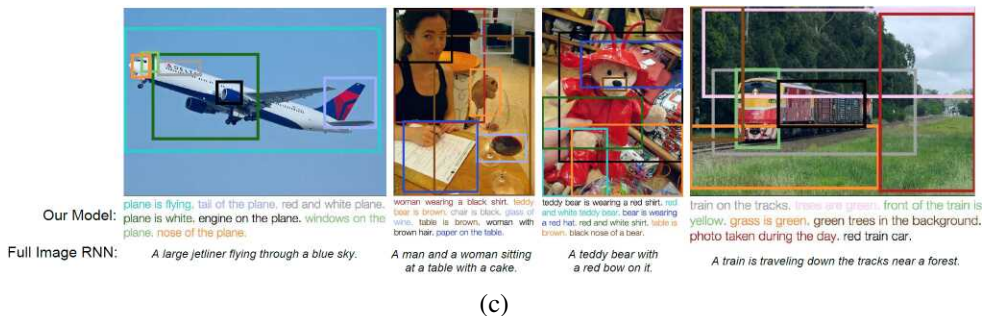 Our Model:
plane is flying. tail of the plane. red and white plane.
plane is white. engine on the plane. windows on the
plane. nose of the plane.
woman wearing a black shirt. teddy
bear is brown. chair is black. glass of
wine. table is brown. woman with
brown hair. paper on the table.
teddy bear is wearing a red shirt. red
and white teddy bear. bear is wearing
a red hat. red and white shirt. table is
brown. black nose of a bear.
train on the tracks. trees are green. front of the train is
yellow. grass is green. green trees in the background.
photo taken during the day. red train car.
Full Image RNN:
A large jetliner flying through a blue sky.
A man and a woman sitting
at a table with a cake.
A teddy bear with
a red bow on it.
A train is traveling down the tracks near a forest.
(c)